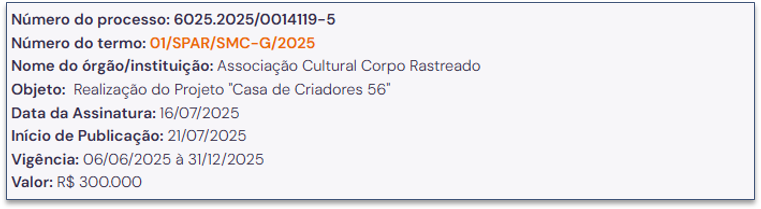 Número do processo: 6025.2025/0014119-5
Número do termo: 01/SPAR/SMC-G/2025
Nome do órgão/instituição: Associação Cultural Corpo Rastreado
Objeto: Realização do Projeto "Casa de Criadores 56"
Data da Assinatura: 16/07/2025
Início de Publicação: 21/07/2025
Vigência: 06/06/2025 à 31/12/2025
Valor: R$ 300.000